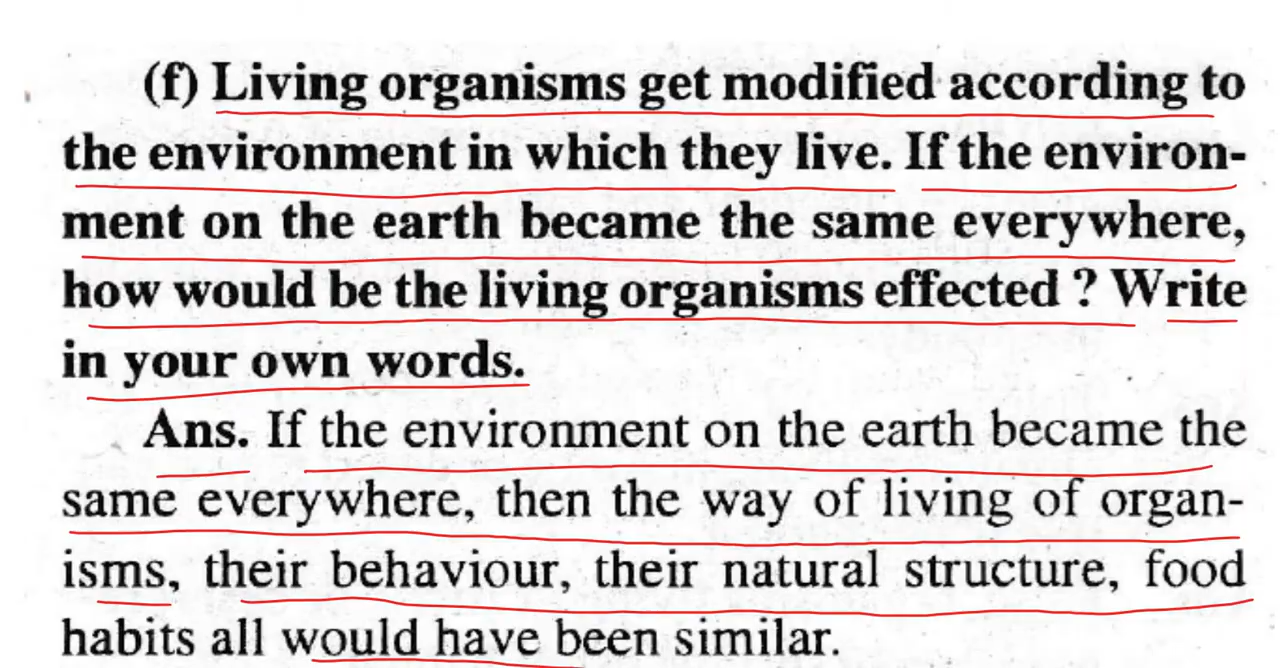 (f) Living organisms get modified according to
the environment in which they live. If the environ-
ment on the earth became the same everywhere,
how would be the living organisms effected ? Write
in your own words.
Ans. If the environment on the earth became the
same everywhere, then the way of living of organ-
isms, their behaviour, their natural structure, food
habits all would have been similar.